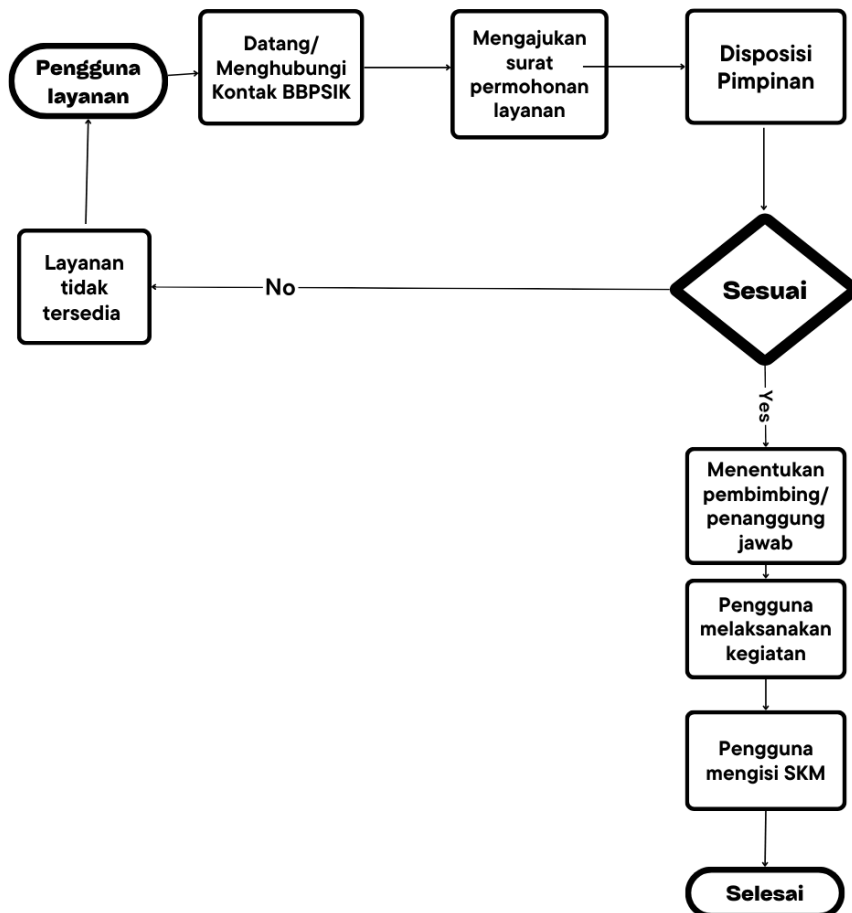 Pengguna
layanan
Datang/
Menghubungi
Kontak BBPSIK
Mengajukan
surat
permohonan
layanan
Disposisi
Pimpinan
Sesuai
No
Layanan
tidak
tersedia
Yes
Menentukan
pembimbing/
penanggung
jawab
Pengguna
melaksanakan
kegiatan
Pengguna
mengisi SKM
Selesai